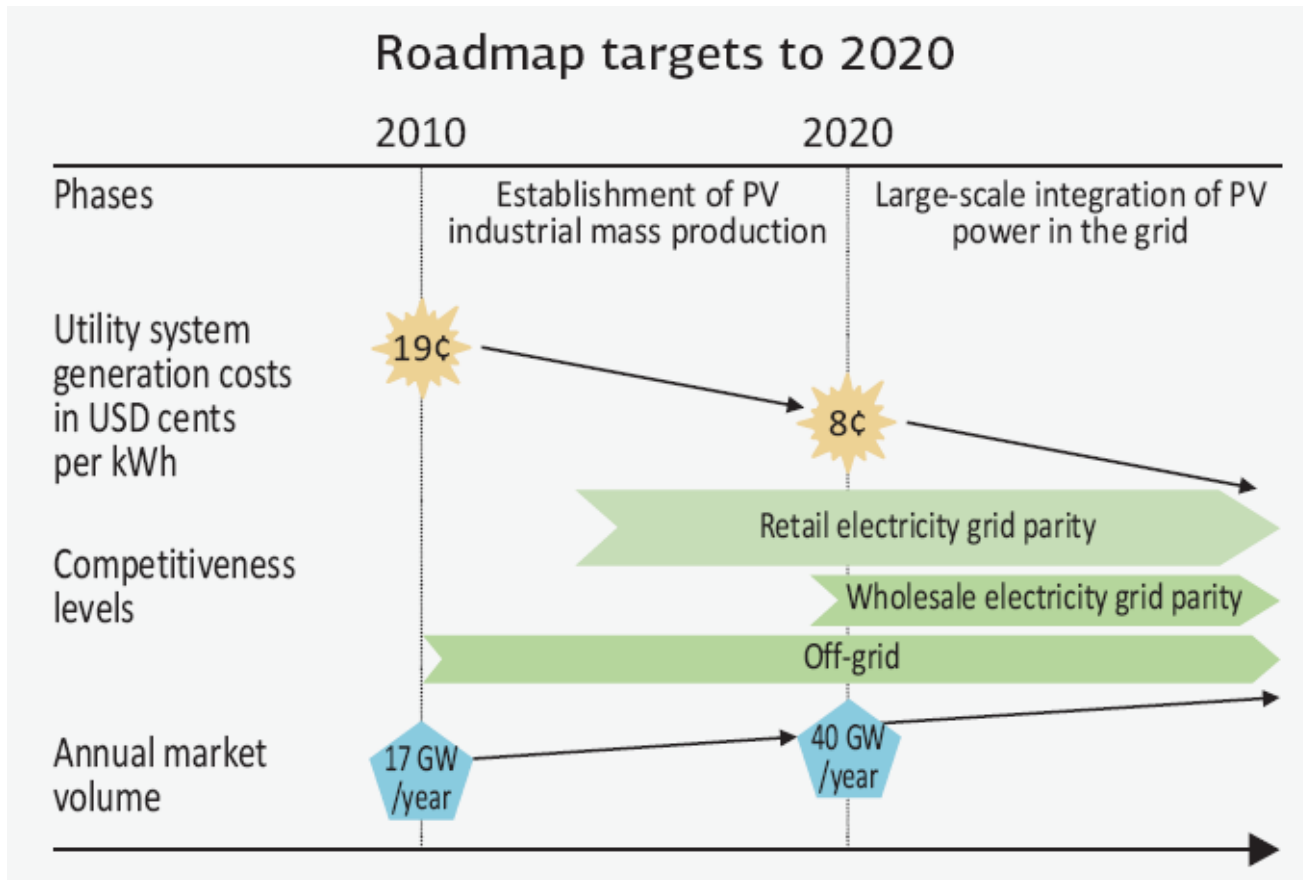 Roadmap targets to 2020
2010
2020
Phases
Establishment of PV
industrial mass production
Large-scale integration of PV
power in the grid
Utility system
generation costs
in USD cents
per kWh
19¢
8¢
Competitiveness
levels
Retail electricity grid parity
Wholesale electricity grid parity
Off-grid
Annual market
volume
17 GW
/year
40 GW
/year